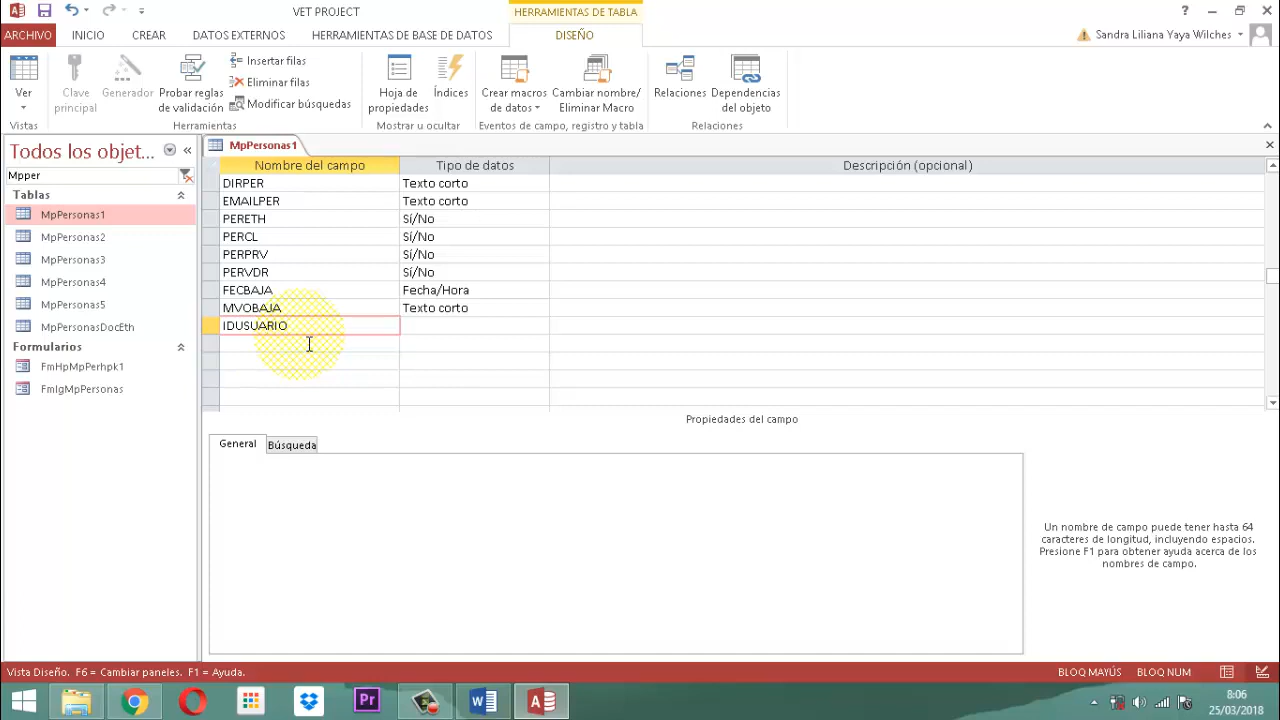 VET PROJECT
HERRAMIENTAS DE TABLA
?
ARCHIVO INICIO CREAR DATOS EXTERNOS HERRAMIENTAS DE BASE DE DATOS DISEÑO
Sandra Liliana Yaya Wilches
Ver
Clave principal
Generador
Probar reglas de validación
Insertar filas
Eliminar filas
Modificar búsquedas
Hoja de propiedades
Índices
Crear macros de datos
Cambiar nombre/ Eliminar Macro
Relaciones
Dependencias del objeto
Vistas Herramientas Mostrar u ocultar Eventos de campo, registro y tabla Relaciones
Todos los objet...
Mpper
Tablas
MpPersonas1
MpPersonas2
MpPersonas3
MpPersonas4
MpPersonas5
MpPersonasDocEth
Formularios
FmHpMpPerhpk1
FmIgMpPersonas
MpPersonas1
Nombre del campo Tipo de datos Descripción (opcional)
DIRPER Texto corto
EMAILPER Texto corto
PERETH Sí/No
PERCL Sí/No
PERPRV Sí/No
PERVDR Sí/No
FECBAJA Fecha/Hora
MVOBAJA Texto corto
IDUSUARIO
Propiedades del campo
General Búsqueda
Un nombre de campo puede tener hasta 64
caracteres de longitud, incluyendo espacios.
Presione F1 para obtener ayuda acerca de los
nombres de campo.
Vista Diseño. F6 = Cambiar paneles. F1 = Ayuda.
BLOQ MAYÚS BLOQ NUM
Pr
8:06
25/03/2018